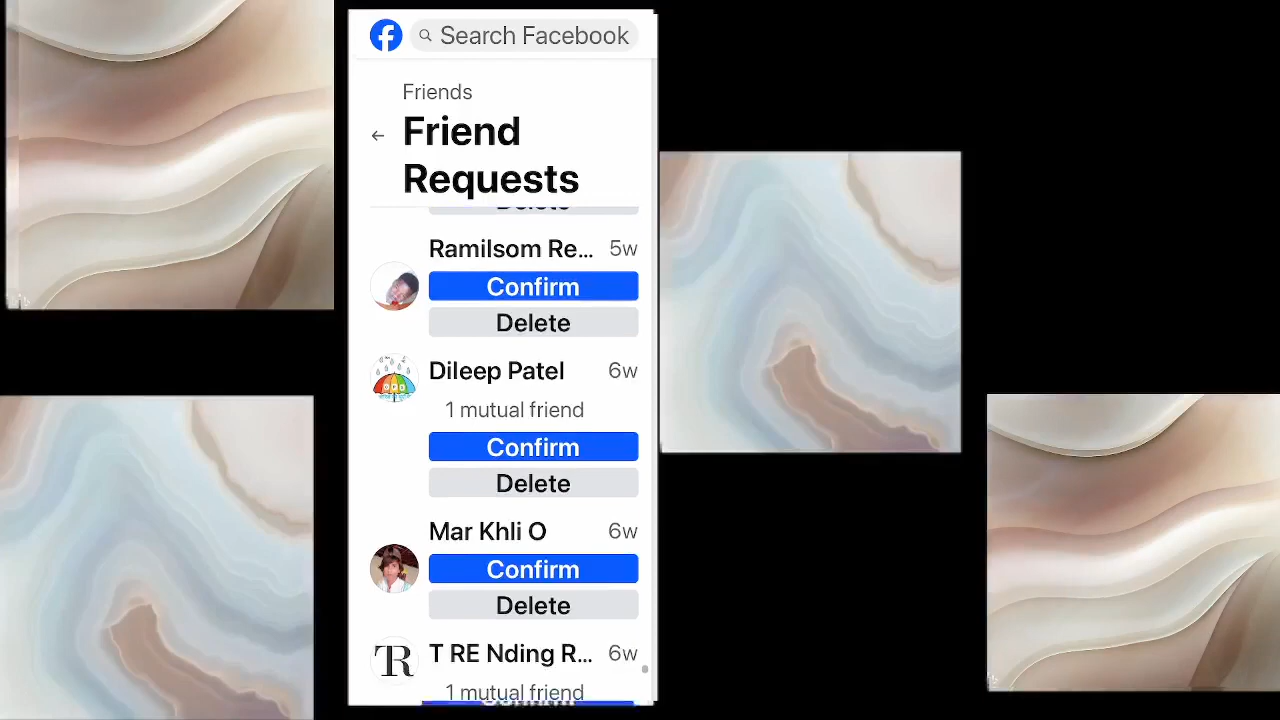 Search Facebook
Friends
Friend
Requests
Delete
Ramilsom Re... 5w
Confirm
Delete
Dileep Patel 6w
1 mutual friend
Confirm
Delete
Mar Khli O 6w
Confirm
Delete
T RE Nding R... 6w
1 mutual friend